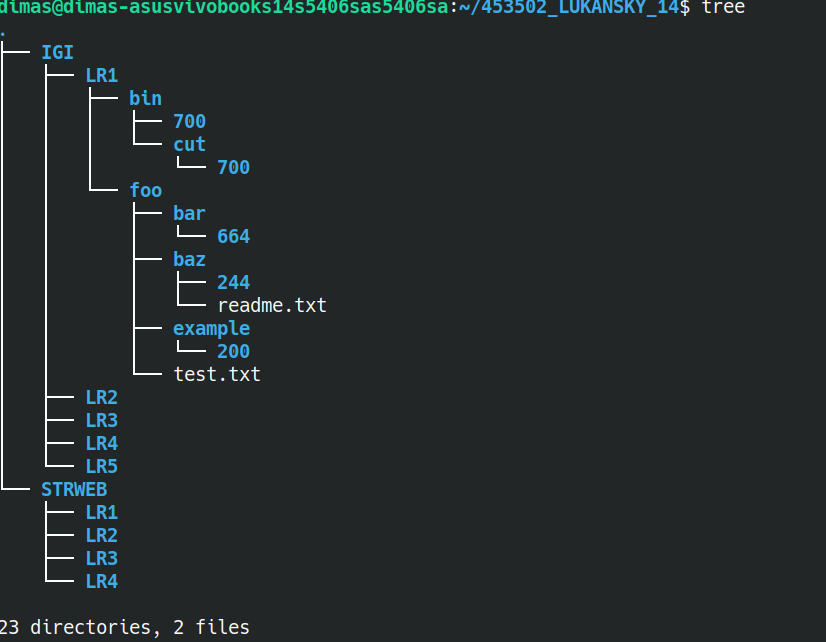 dimas@dimas-asusvivobooks14s5406sas5406sa:~/453502_LUKANSKY_14$ tree
.
├── IGI
│   ├── LR1
│   │   ├── bin
│   │   │   ├── 700
│   │   │   └── cut
│   │   │       └── 700
│   │   └── foo
│   │       ├── bar
│   │       │   └── 664
│   │       ├── baz
│   │       │   ├── 244
│   │       │   └── readme.txt
│   │       ├── example
│   │       │   └── 200
│   │       └── test.txt
│   ├── LR2
│   ├── LR3
│   ├── LR4
│   └── LR5
└── STRWEB
    ├── LR1
    ├── LR2
    ├── LR3
    └── LR4
23 directories, 2 files